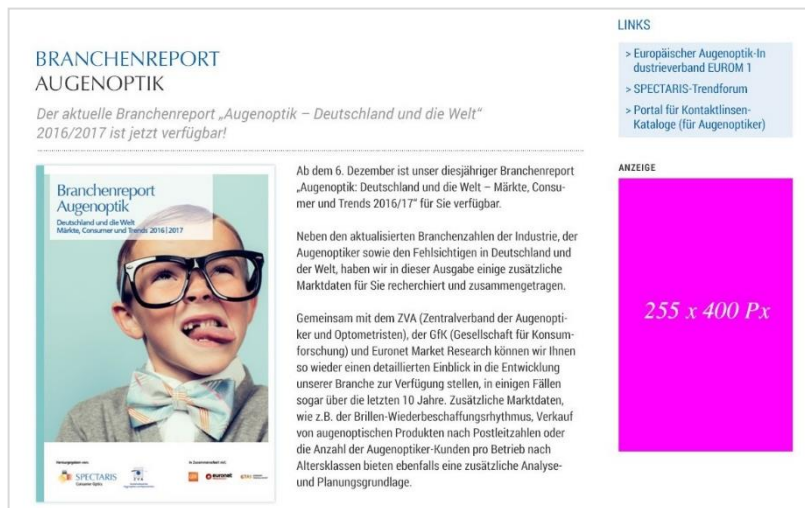 BRANCHENREPORT
AUGENOPTIK
Der aktuelle Branchenreport „Augenoptik – Deutschland und die Welt“
2016/2017 ist jetzt verfügbar!
Branchenreport
Augenoptik
Deutschland und die Welt
Märkte, Consumer und Trends 2016|2017
Herausgegeben von:
In Zusammenarbeit mit:
SPECTARIS
Consumer Optics
ZVA
euronet
Ab dem 6. Dezember ist unser diesjähriger Branchenreport
„Augenoptik: Deutschland und die Welt – Märkte, Consu-
mer und Trends 2016/17“ für Sie verfügbar.
Neben den aktualisierten Branchenzahlen der Industrie, der
Augenoptiker sowie den Fehlsichtigen in Deutschland und
der Welt, haben wir in dieser Ausgabe einige zusätzliche
Marktdaten für Sie recherchiert und zusammengetragen.
Gemeinsam mit dem ZVA (Zentralverband der Augenopti-
ker und Optometristen), der GfK (Gesellschaft für Konsum-
forschung) und Euronet Market Research können wir Ihnen
so wieder einen detaillierten Einblick in die Entwicklung
unserer Branche zur Verfügung stellen, in einigen Fällen
sogar über die letzten 10 Jahre. Zusätzliche Marktdaten,
wie z.B. der Brillen-Wiederbeschaffungsrhythmus, Verkauf
von augenoptischen Produkten nach Postleitzahlen oder
die Anzahl der Augenoptiker-Kunden pro Betrieb nach
Altersklassen bieten ebenfalls eine zusätzliche Analyse-
und Planungsgrundlage.
LINKS
> Europäischer Augenoptik-In
dustrieverband EUROM 1
> SPECTARIS-Trendforum
> Portal für Kontaktlinsen-
Kataloge (für Augenoptiker)
ANZEIGE
255 x 400 Px